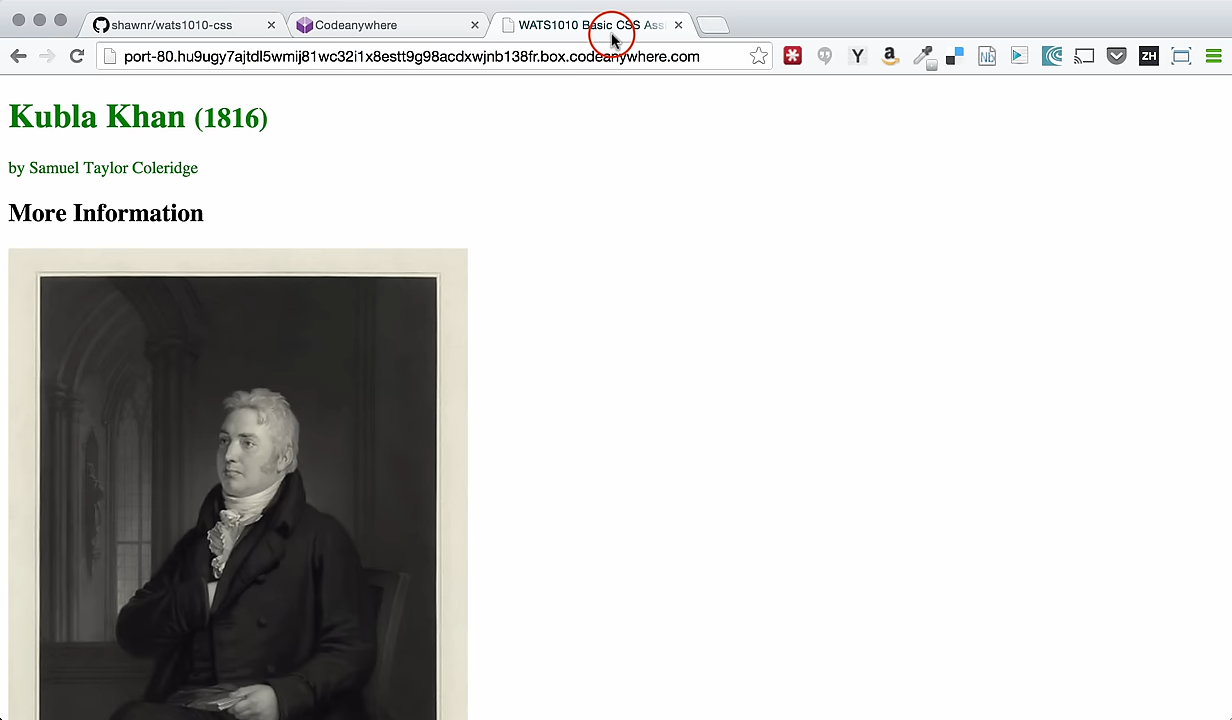 shawnr/wats1010-css
Codeanywhere
WATS1010 Basic CSS Ass
port-80.hu9ugy7ajtdl5wmij81wc32i1x8estt9g98acdxwjnb138fr.box.codeanywhere.com
Y
a
Nb
ZH
Kubla Khan (1816)
by Samuel Taylor Coleridge
More Information